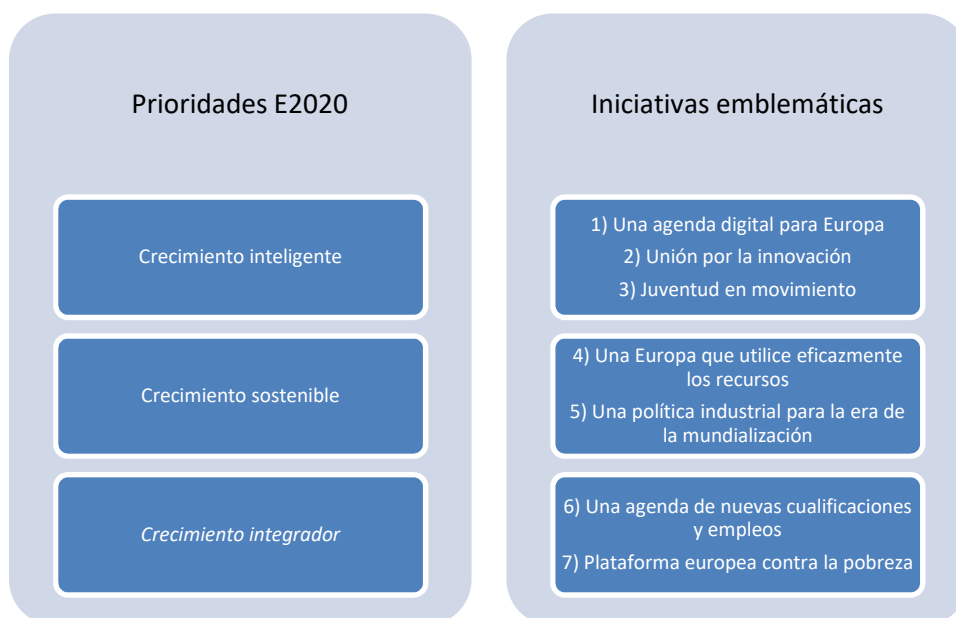 Prioridades E2020
Crecimiento inteligente
Crecimiento sostenible
Crecimiento integrador
Iniciativas emblemáticas
1) Una agenda digital para Europa
2) Unión por la innovación
3) Juventud en movimiento
4) Una Europa que utilice eficazmente
los recursos
5) Una política industrial para la era de
la mundialización
6) Una agenda de nuevas cualificaciones
y empleos
7) Plataforma europea contra la pobreza